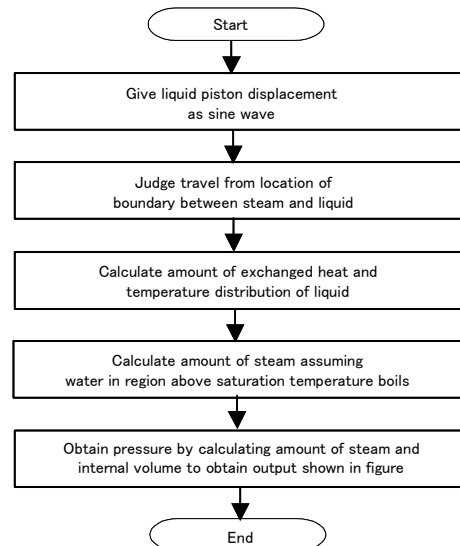 Start
Give liquid piston displacement
as sine wave
Judge travel from location of
boundary between steam and liquid
Calculate amount of exchanged heat and
temperature distribution of liquid
Calculate amount of steam assuming
water in region above saturation temperature boils
Obtain pressure by calculating amount of steam and
internal volume to obtain output shown in figure
End